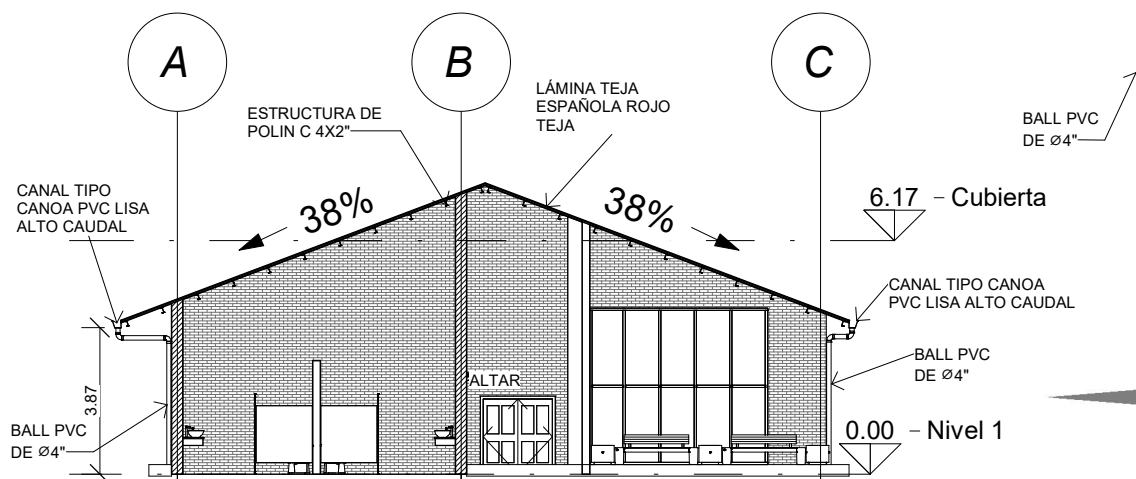 A
B
C
ESTRUCTURA DE
POLIN C 4X2"
LÁMINA TEJA
ESPAÑOLA ROJO
TEJA
BALL PVC
DE Ø4"
CANAL TIPO
CANOA PVC LISA
ALTO CAUDAL
38%
38%
6.17 - Cubierta
CANAL TIPO CANOA
PVC LISA ALTO CAUDAL
BALL PVC
DE Ø4"
3.87
ALTAR
BALL PVC
DE Ø4"
0.00 - Nivel 1